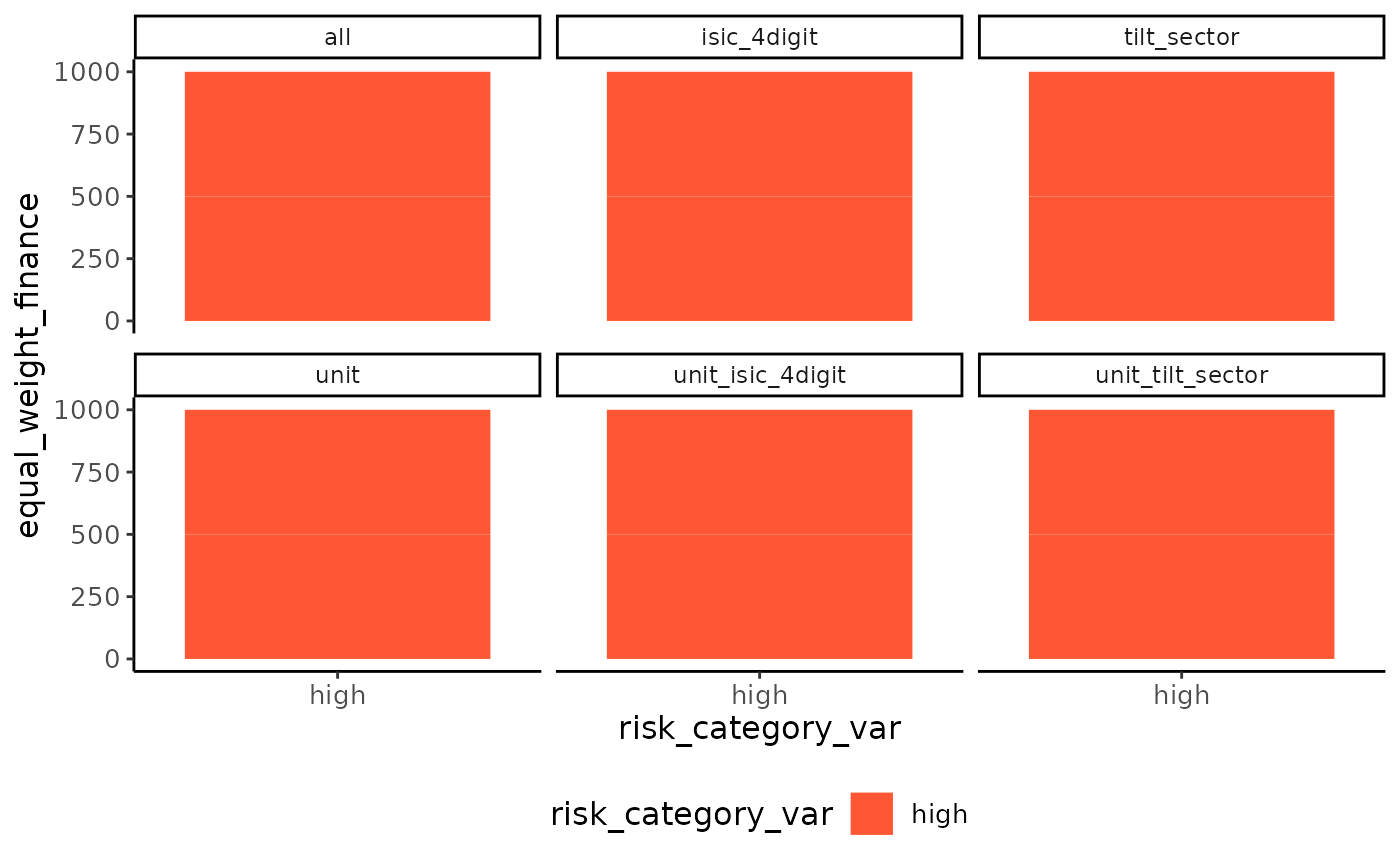 all
isic_4digit
tilt_sector
1000
750
500
250
0
unit
unit_isic_4digit
unit_tilt_sector
1000
750
500
250
0
equal_weight_finance
high
high
high
risk_category_var
risk_category_var
high